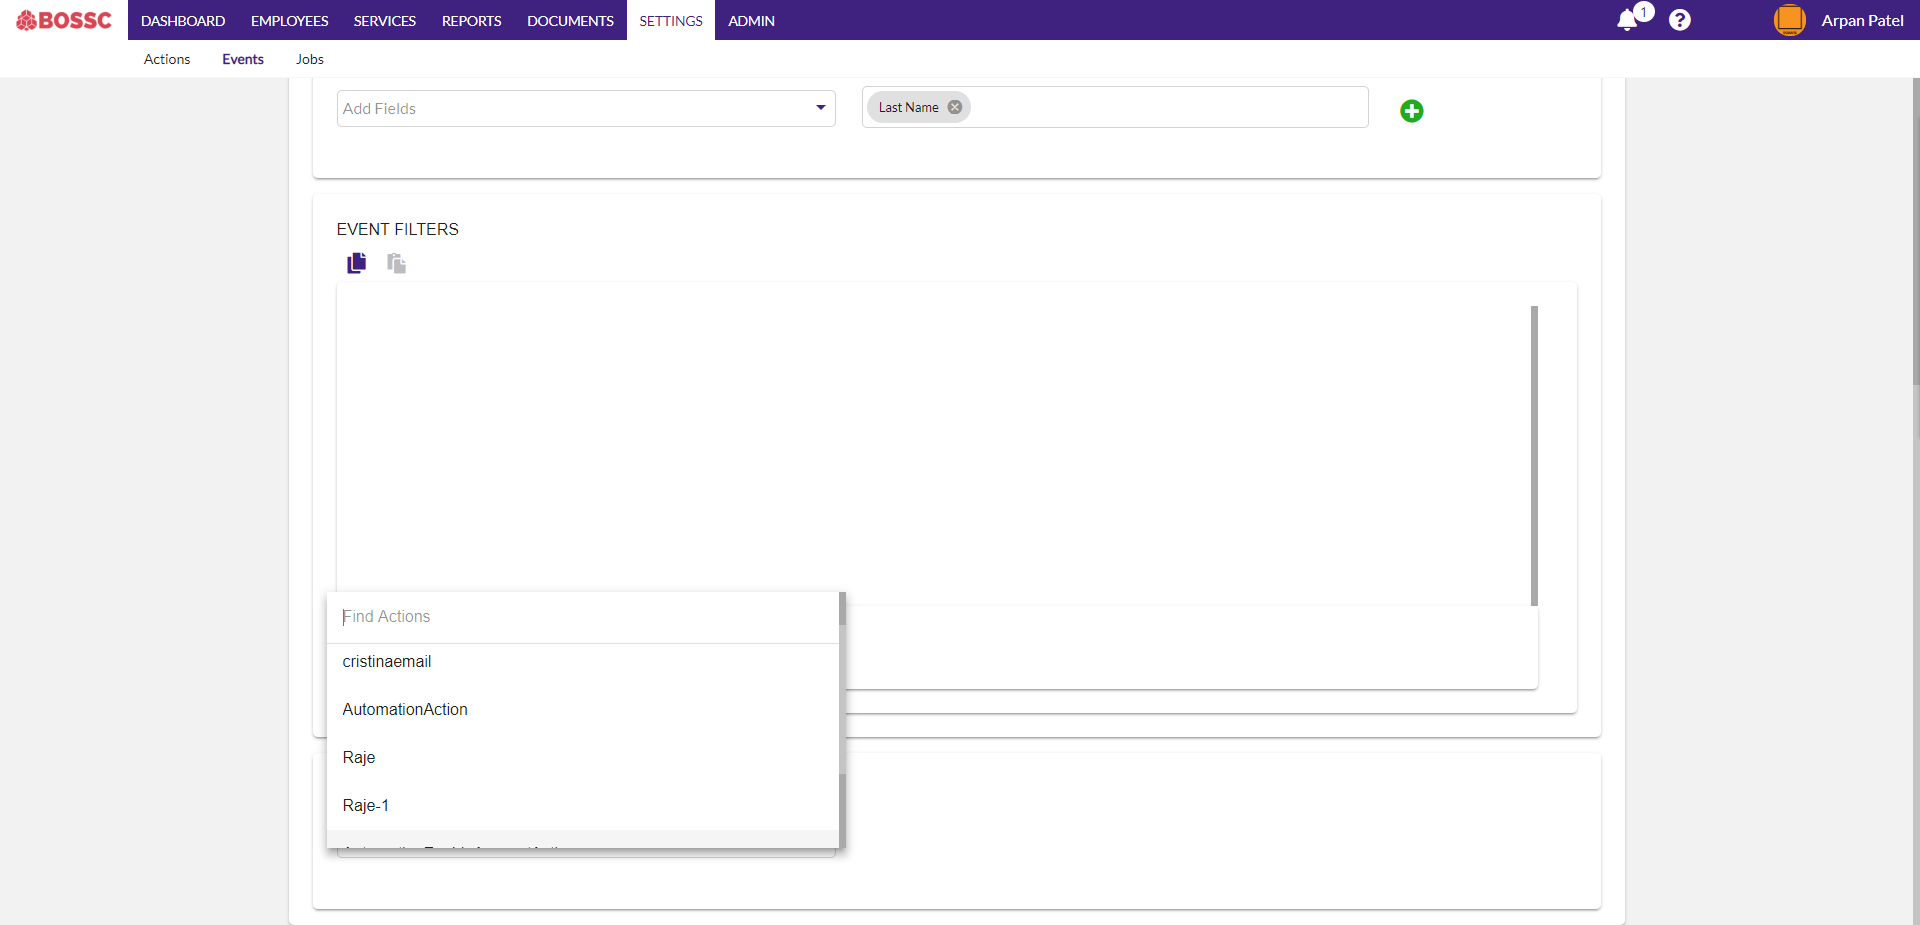 BOSSC DASHBOARD EMPLOYEES SERVICES REPORTS DOCUMENTS SETTINGS ADMIN 1 ? Arpan Patel
Actions Events Jobs
Add Fields Last Name
EVENT FILTERS
Find Actions
cristinaemail
AutomationAction
Raje
Raje-1